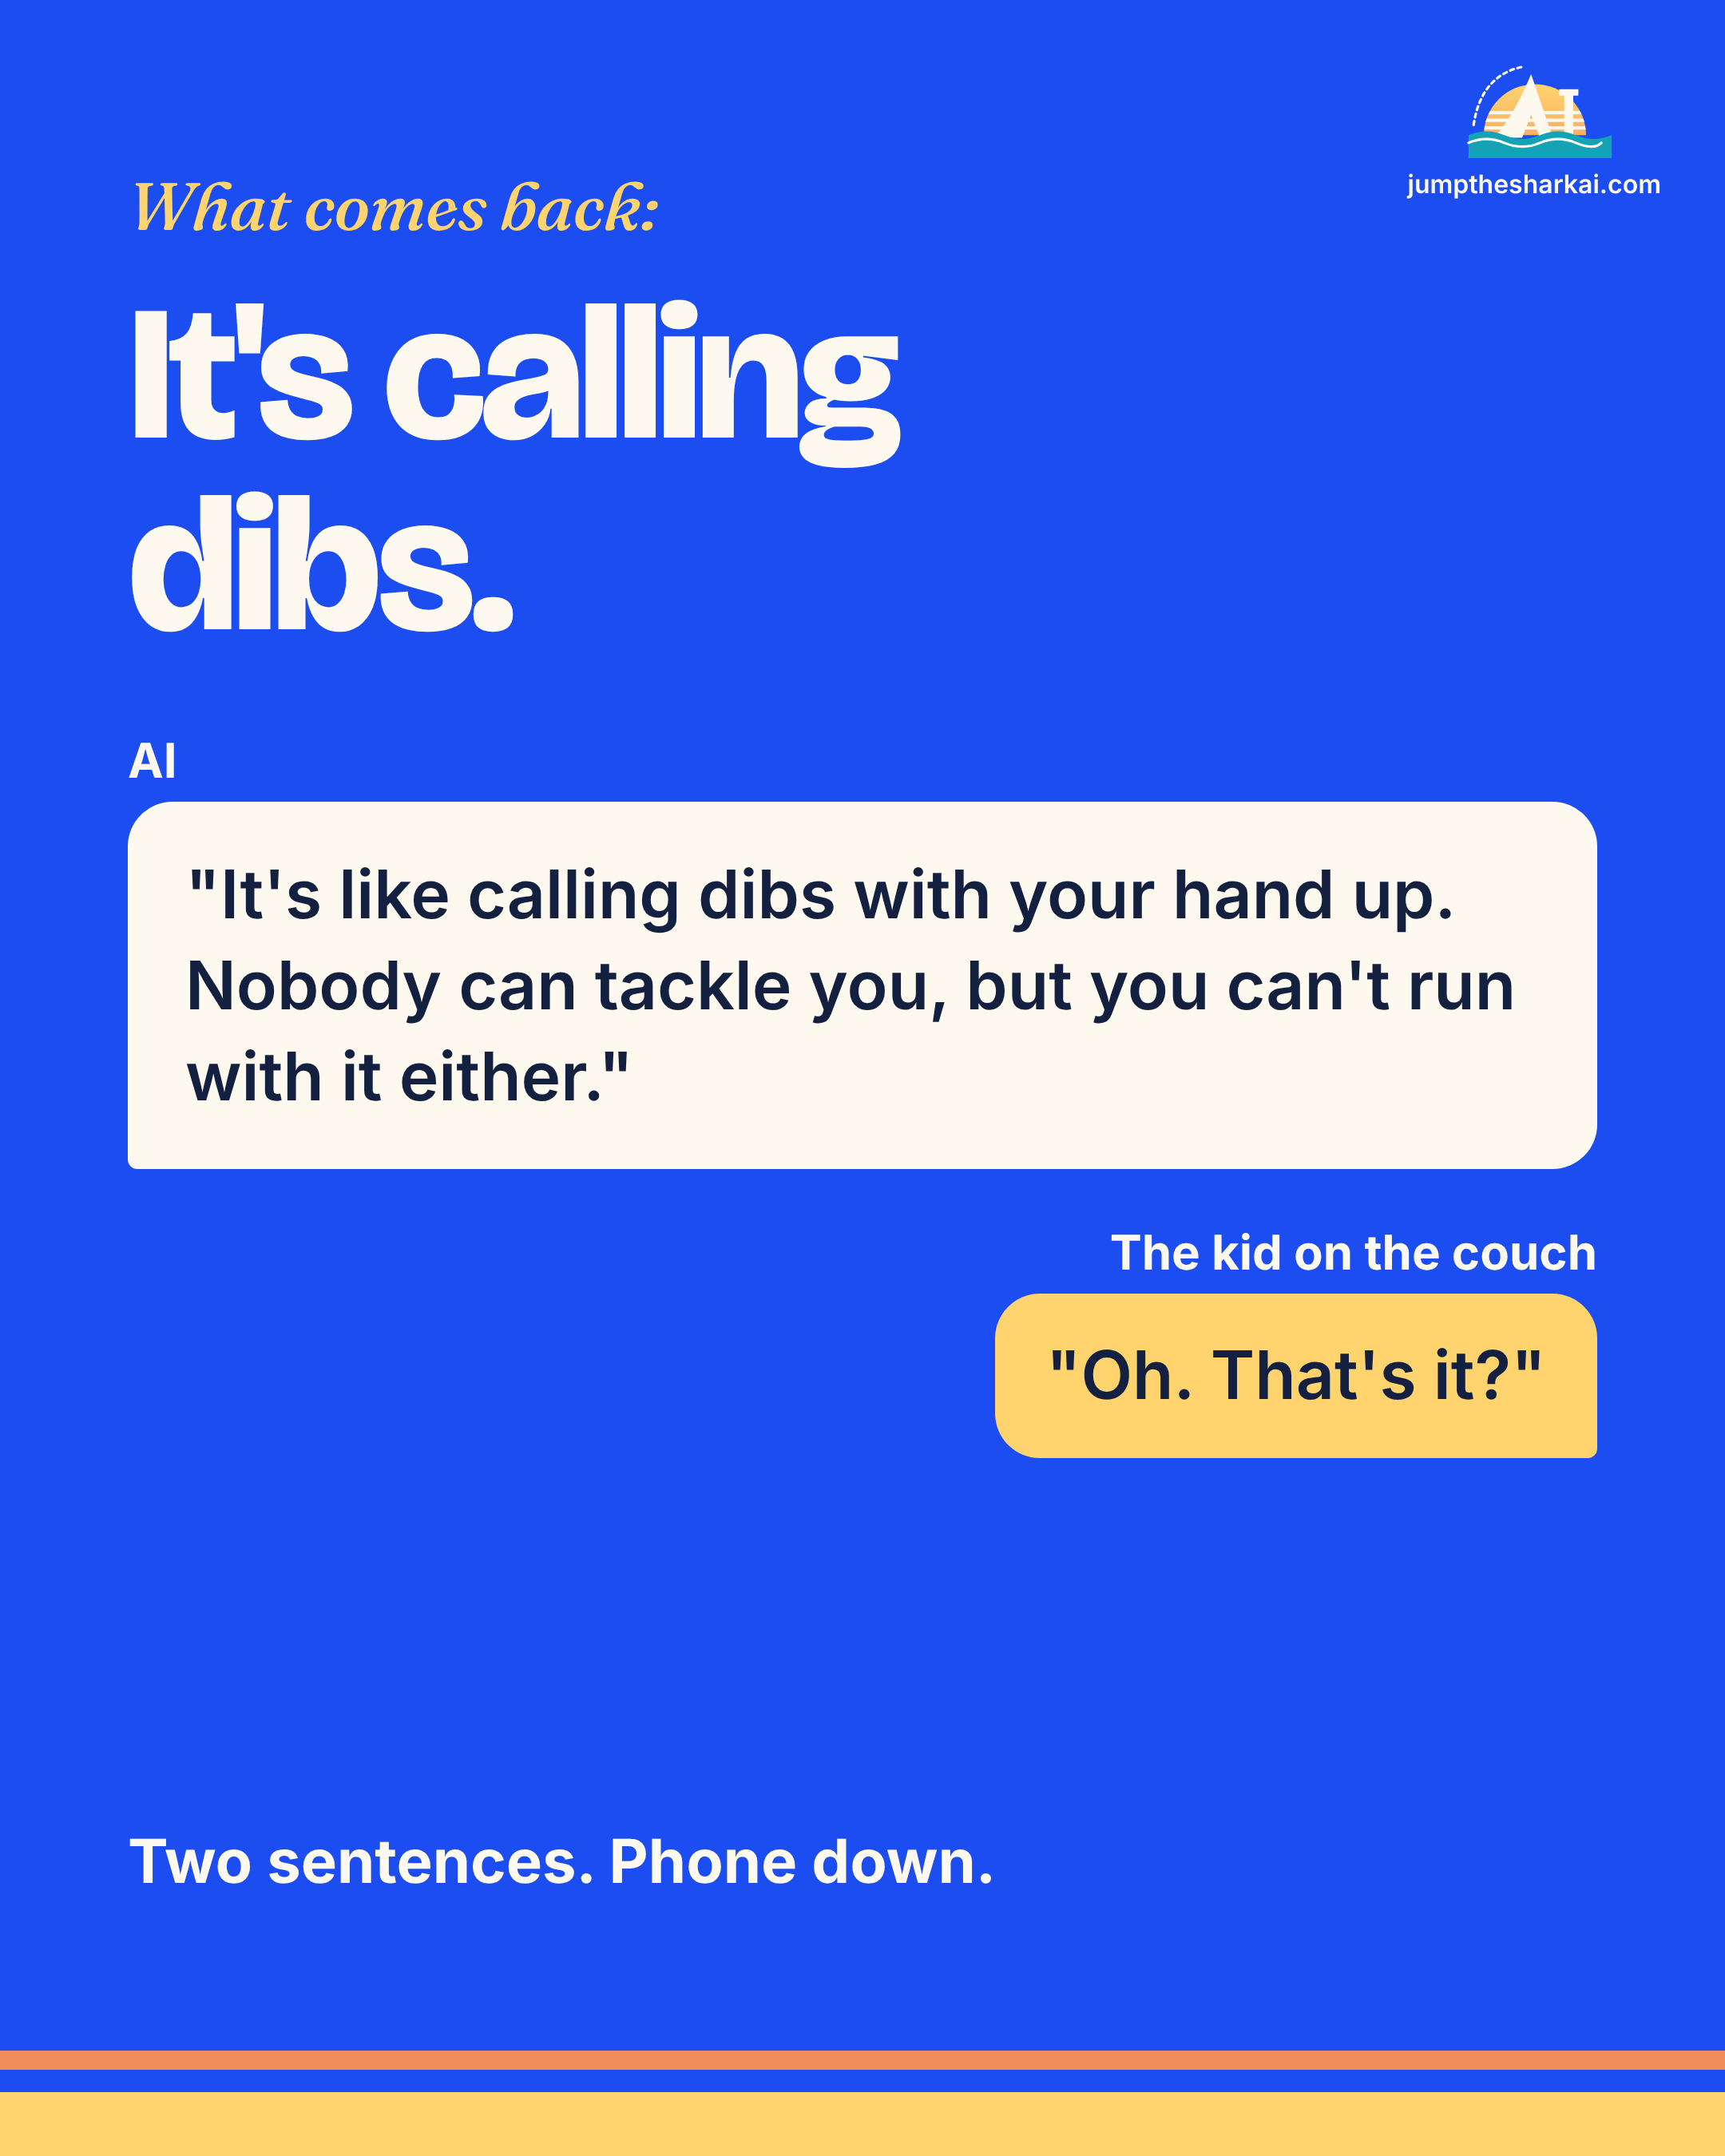 AI
jumpthesharkai.com
What comes back:
It's calling
dibs.
AI
"It's like calling dibs with your hand up.
Nobody can tackle you, but you can't run
with it either."
The kid on the couch
"Oh. That's it?"
Two sentences. Phone down.